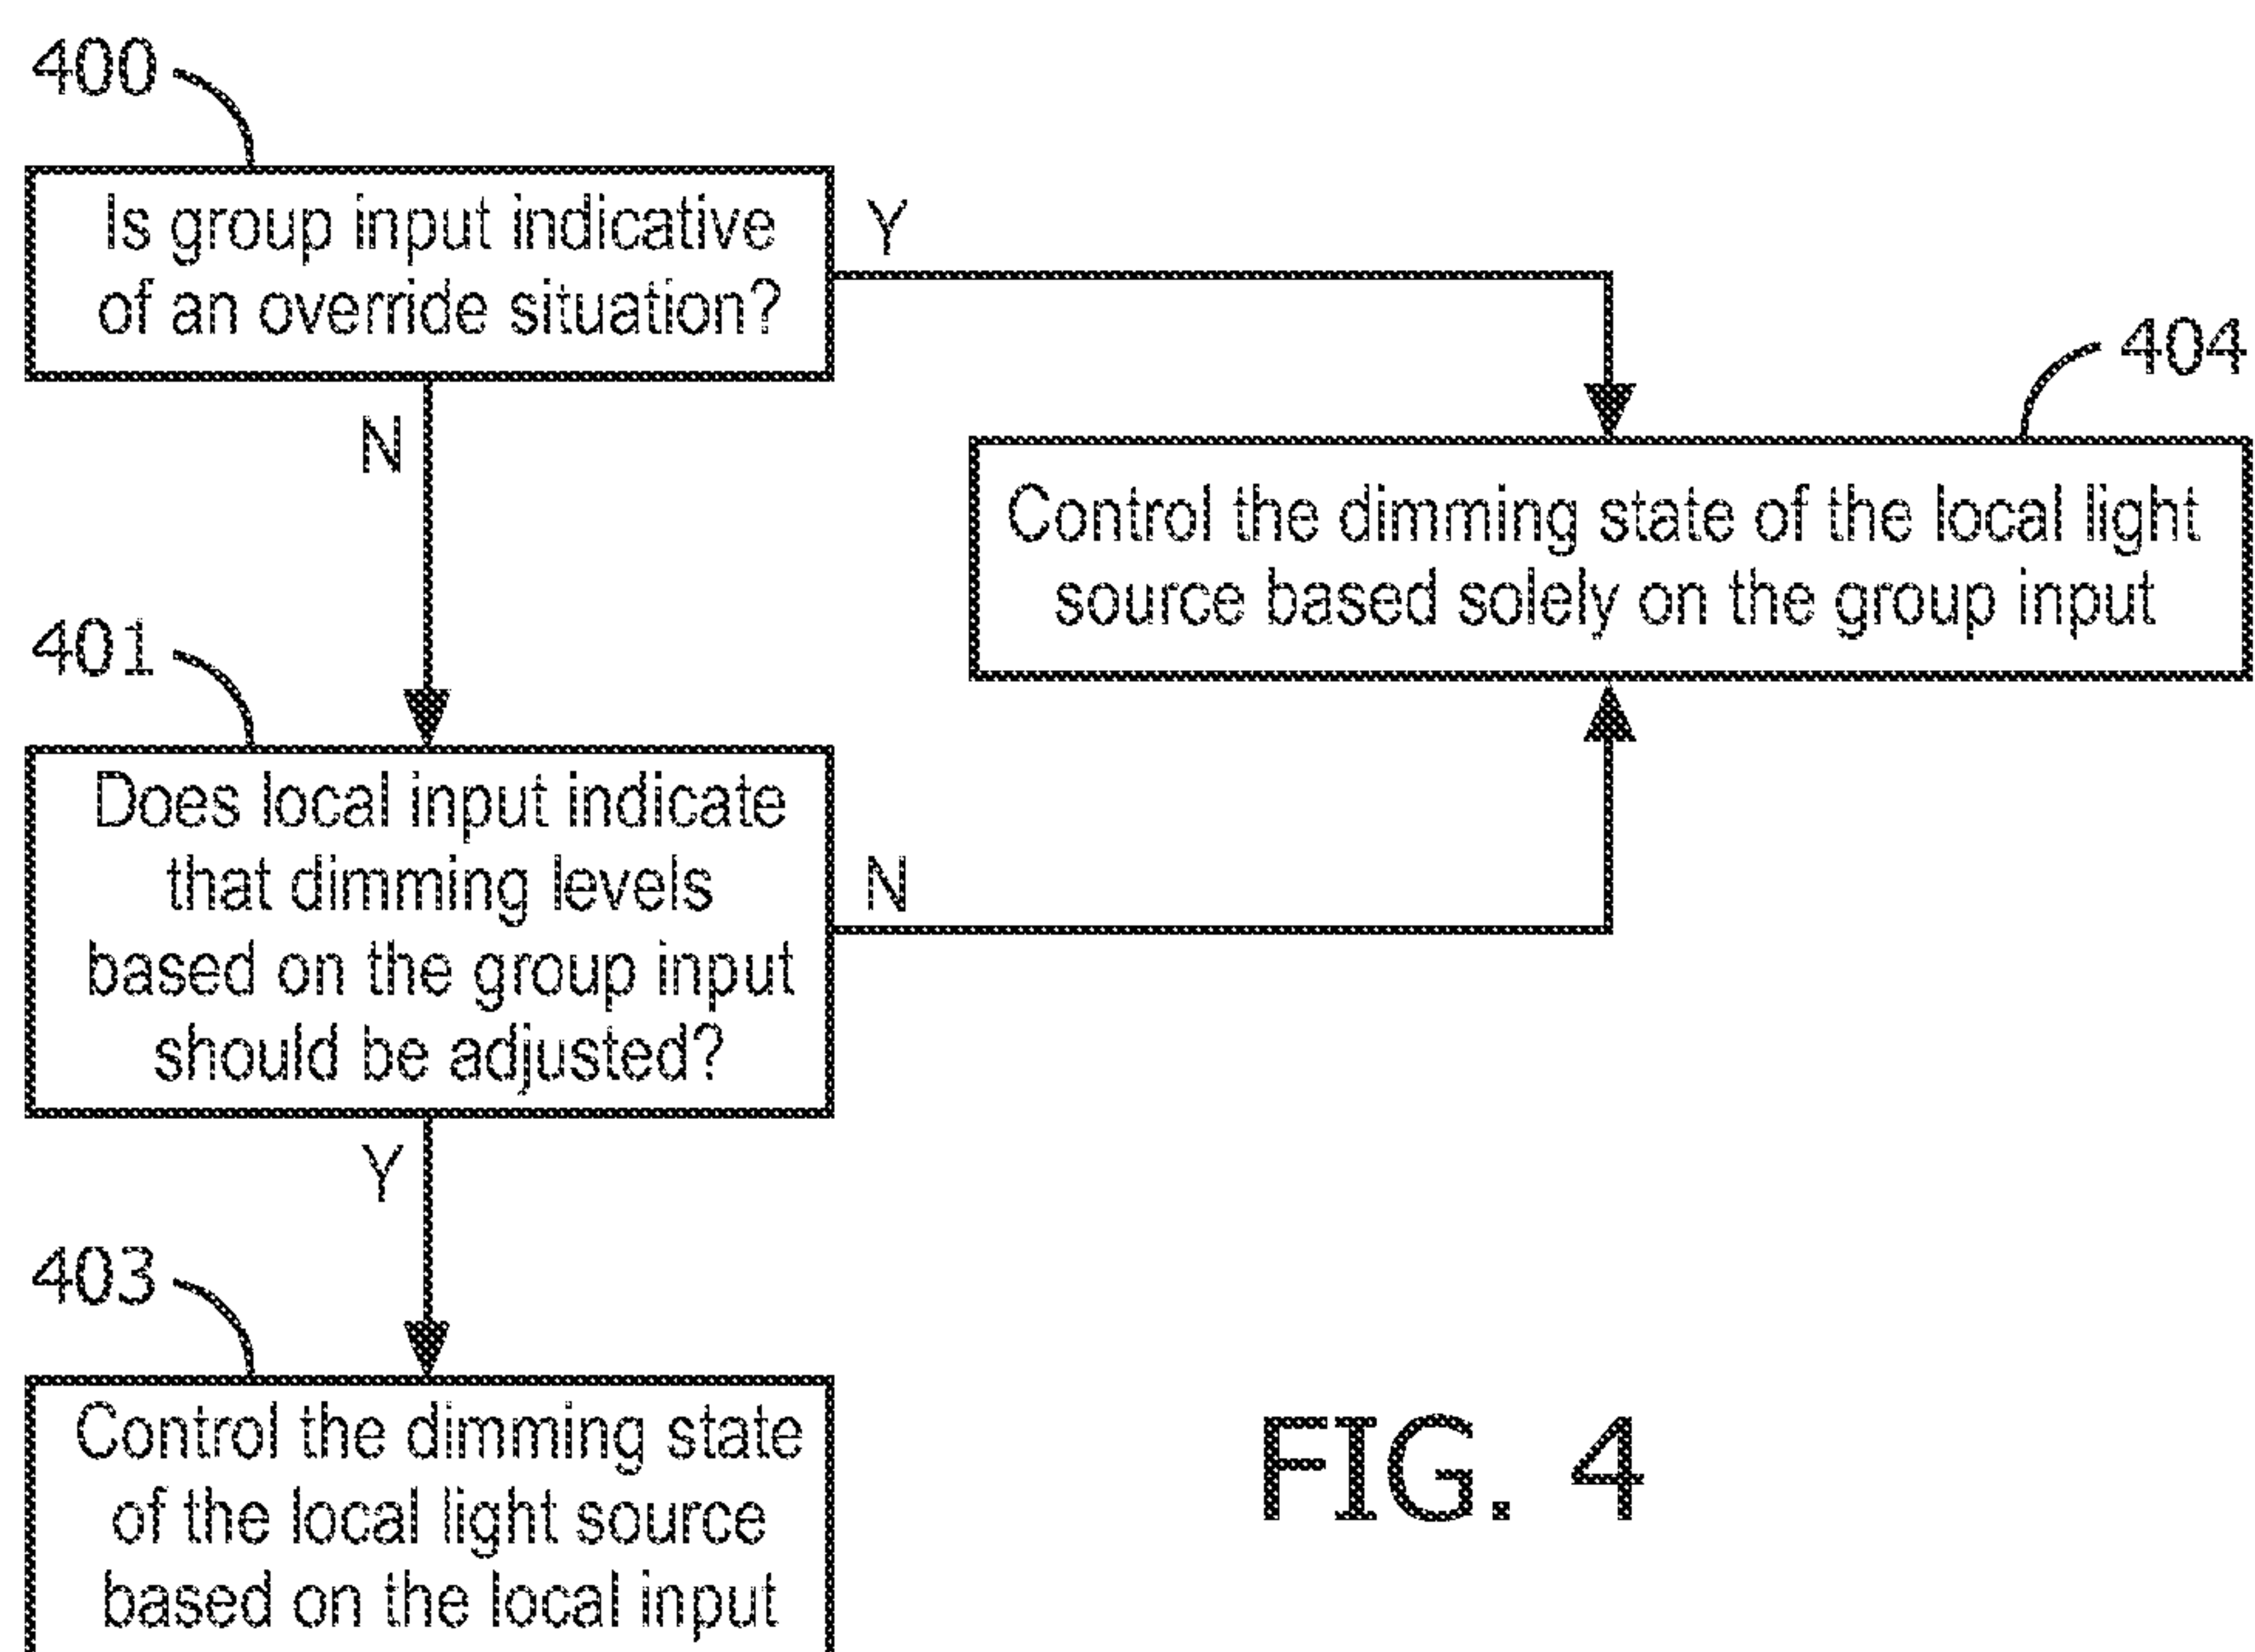 400
Is group input indicative
of an override situation?
Y
N
404
Control the dimming state of the local light
source based solely on the group input
401
Does local input indicate
that dimming levels
based on the group input
should be adjusted?
N
Y
403
Control the dimming state
of the local light source
based on the local input
FIG. 4